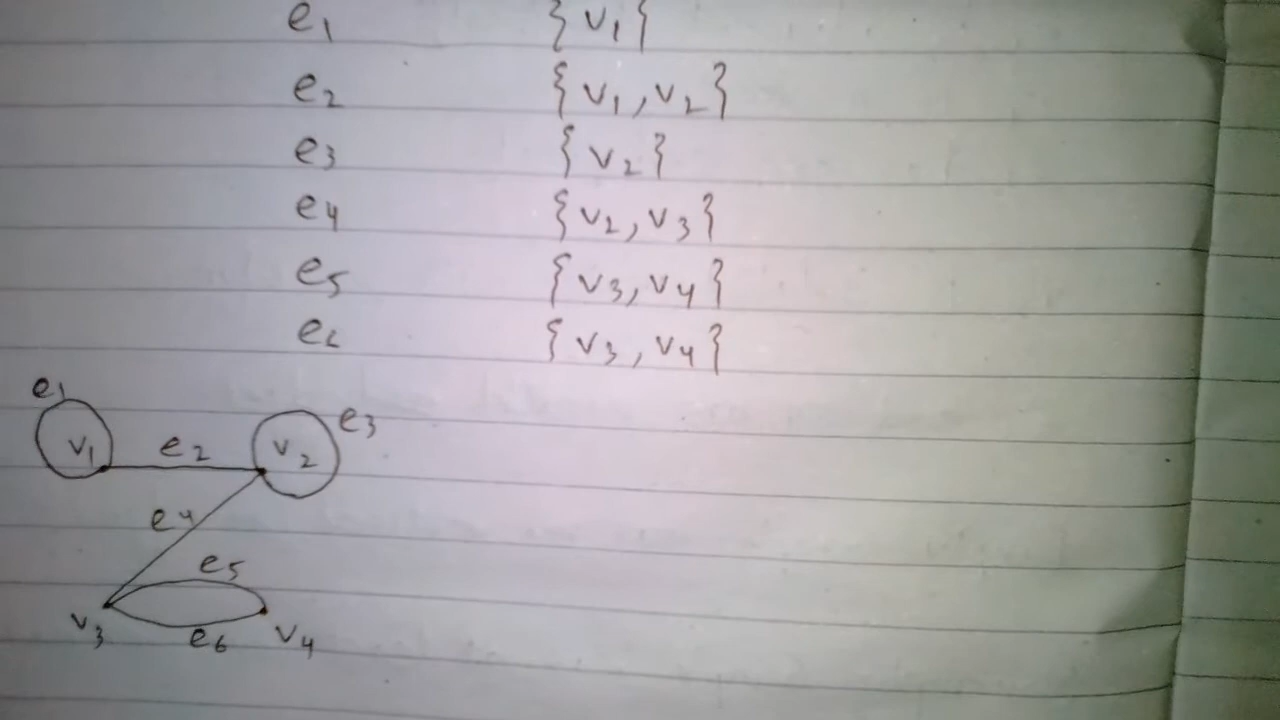 e1 {v1}
e2 {v1, v2}
e3 {v2}
e4 {v2, v3}
e5 {v3, v4}
e6 {v3, v4}
e1
e3
v1 e2 v2
e4
e5
v3 e6 v4